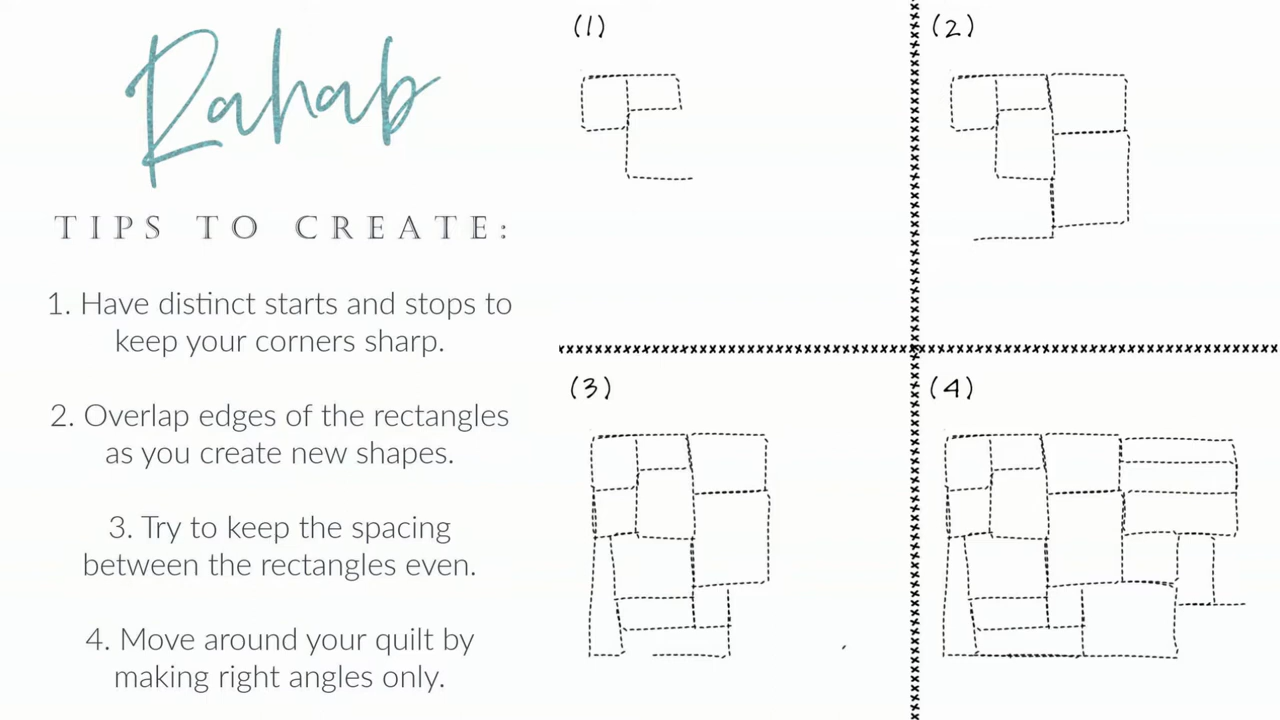 Rahab
TIPS TO CREATE:
1. Have distinct starts and stops to
keep your corners sharp.
2. Overlap edges of the rectangles
as you create new shapes.
3. Try to keep the spacing
between the rectangles even.
4. Move around your quilt by
making right angles only.
(1)
(2)
(3)
(4)